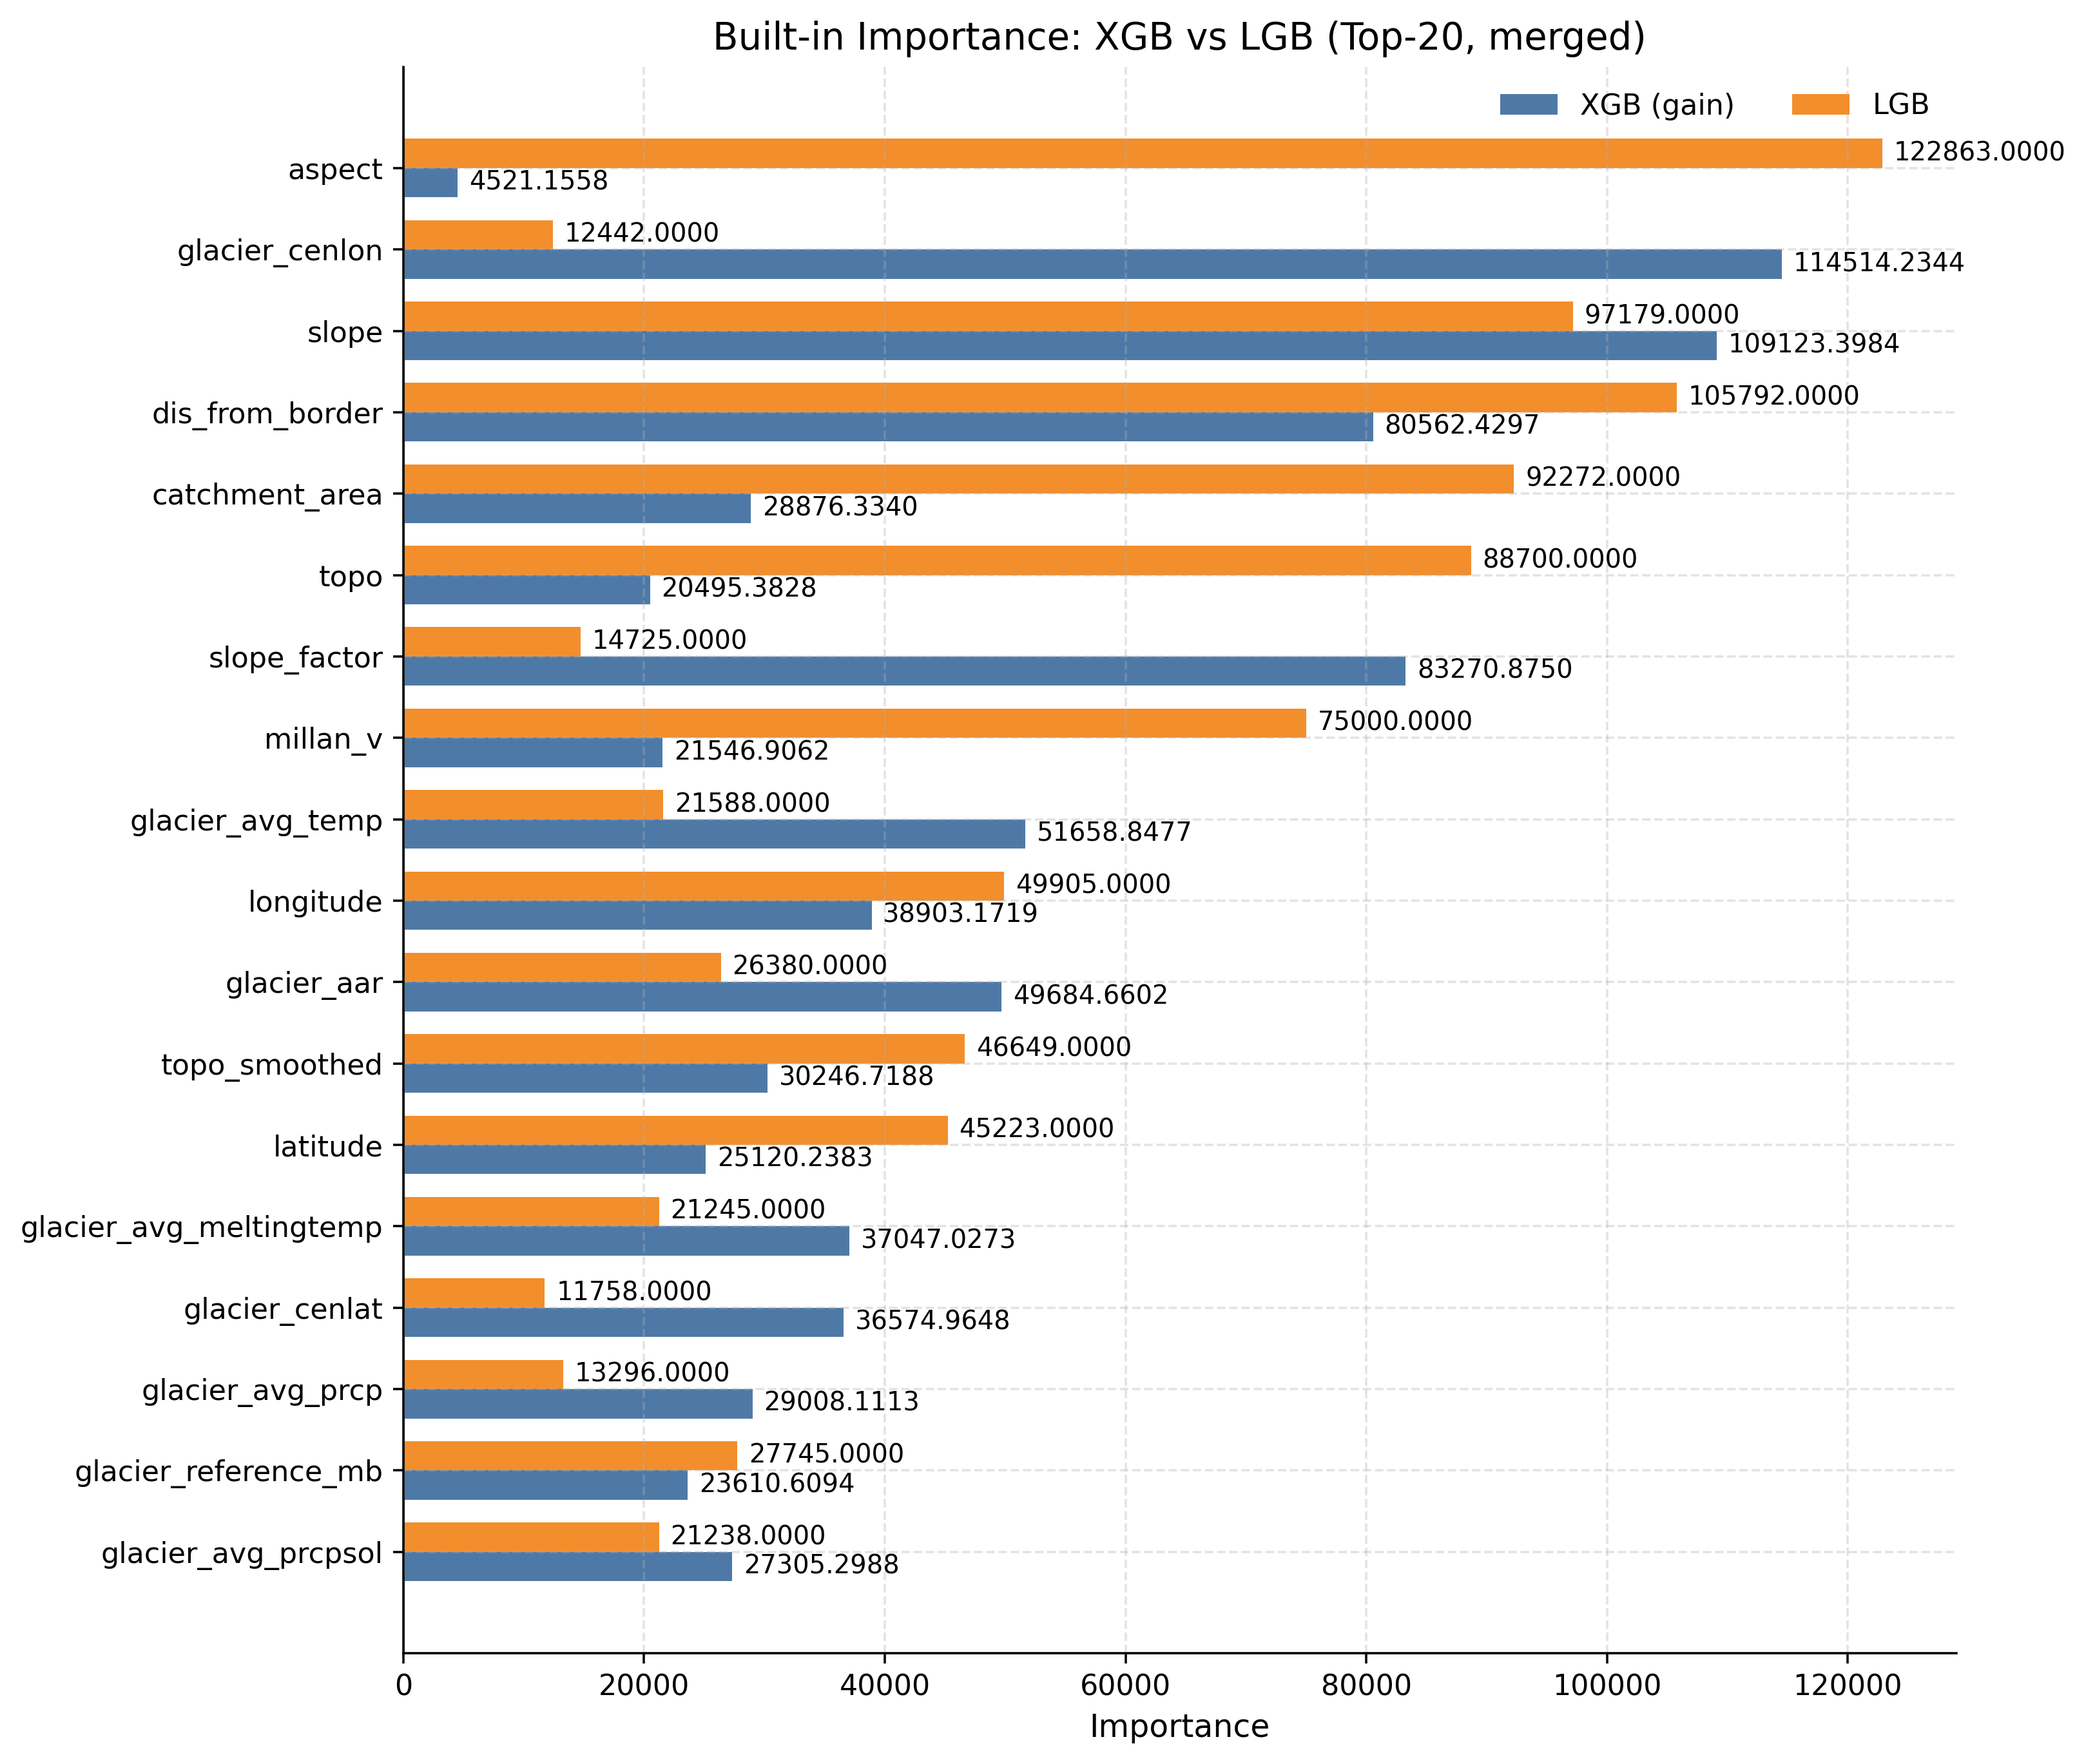 Built-in Importance: XGB vs LGB (Top-20, merged)
XGB (gain)
LGB
aspect
122863.0000
4521.1558
glacier_cenlon
12442.0000
114514.2344
slope
97179.0000
109123.3984
dis_from_border
105792.0000
80562.4297
catchment_area
92272.0000
28876.3340
topo
88700.0000
20495.3828
slope_factor
14725.0000
83270.8750
millan_v
75000.0000
21546.9062
glacier_avg_temp
21588.0000
51658.8477
longitude
49905.0000
38903.1719
glacier_aar
26380.0000
49684.6602
topo_smoothed
46649.0000
30246.7188
latitude
45223.0000
25120.2383
glacier_avg_meltingtemp
21245.0000
37047.0273
glacier_cenlat
11758.0000
36574.9648
glacier_avg_prcp
13296.0000
29008.1113
glacier_reference_mb
27745.0000
23610.6094
glacier_avg_prcpsol
21238.0000
27305.2988
0 20000 40000 60000 80000 100000 120000
Importance